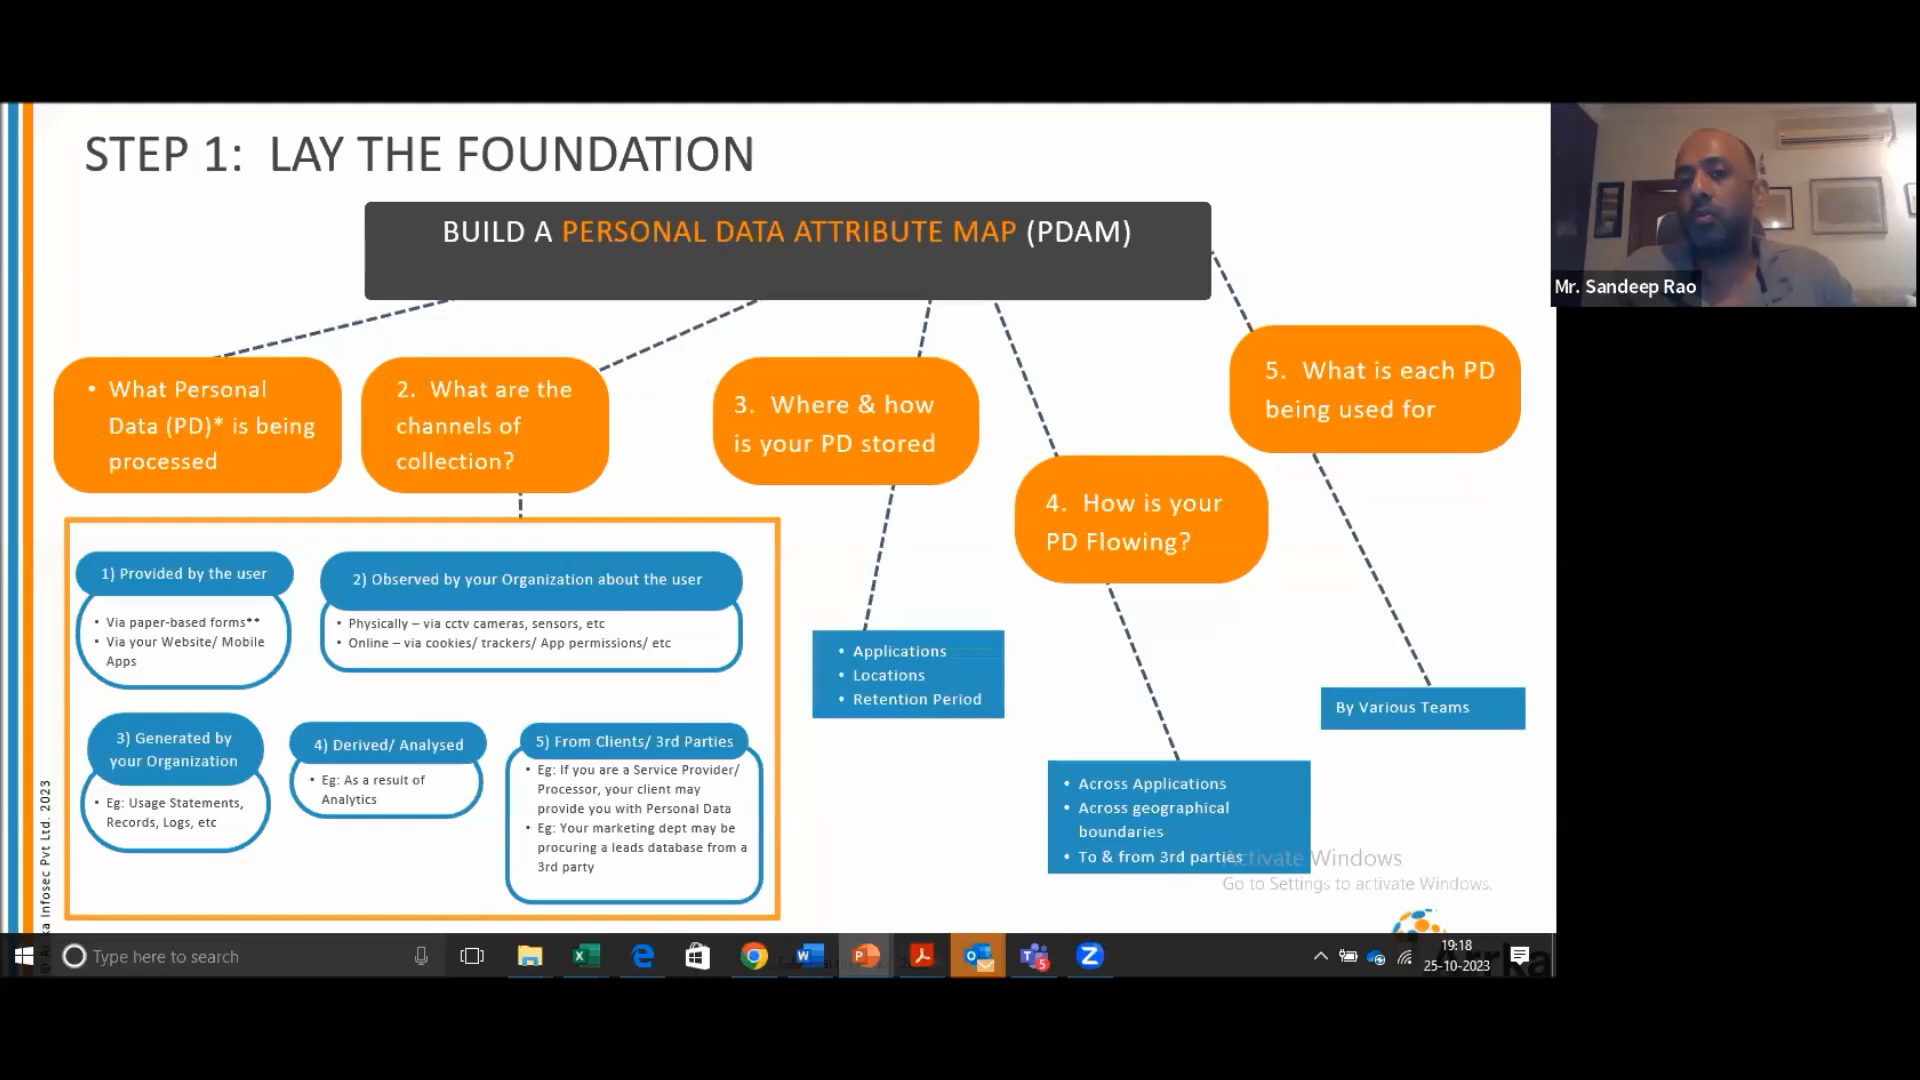 STEP 1: LAY THE FOUNDATION
BUILD A PERSONAL DATA ATTRIBUTE MAP (PDAM)
Mr. Sandeep Rao
• What Personal
Data (PD)* is being
processed
2. What are the
channels of
collection?
3. Where & how
is your PD stored
4. How is your
PD Flowing?
5. What is each PD
being used for
1) Provided by the user
• Via paper-based forms**
• Via your Website/ Mobile
Apps
2) Observed by your Organization about the user
• Physically – via cctv cameras, sensors, etc
• Online – via cookies/ trackers/ App permissions/ etc
3) Generated by
your Organization
• Eg: Usage Statements,
Records, Logs, etc
4) Derived/ Analysed
• Eg: As a result of
Analytics
5) From Clients/ 3rd Parties
• Eg: If you are a Service Provider/
Processor, your client may
provide you with Personal Data
• Eg: Your marketing dept may be
procuring a leads database from a
3rd party
• Applications
• Locations
• Retention Period
• Across Applications
• Across geographical
boundaries
• To & from 3rd parties
By Various Teams
Activate Windows
Go to Settings to activate Windows.
Infosec Pvt Ltd. 2023
Type here to search
19:18
25-10-2023